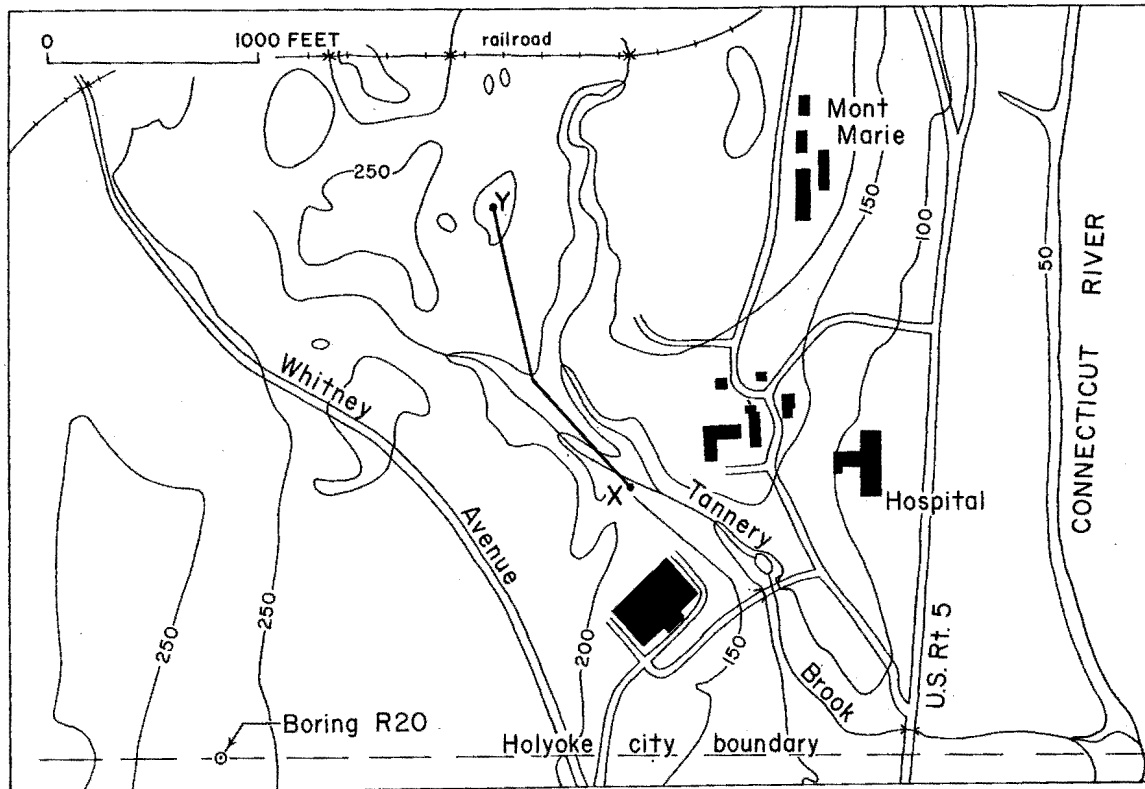 0 1000 FEET
railroad
Mont
Marie
250
Y
150
100
50
CONNECTICUT RIVER
Whitney
Avenue
X
Tannery
Hospital
250
250
200
150
Brook
U.S. Rt. 5
Boring R20
Holyoke city boundary